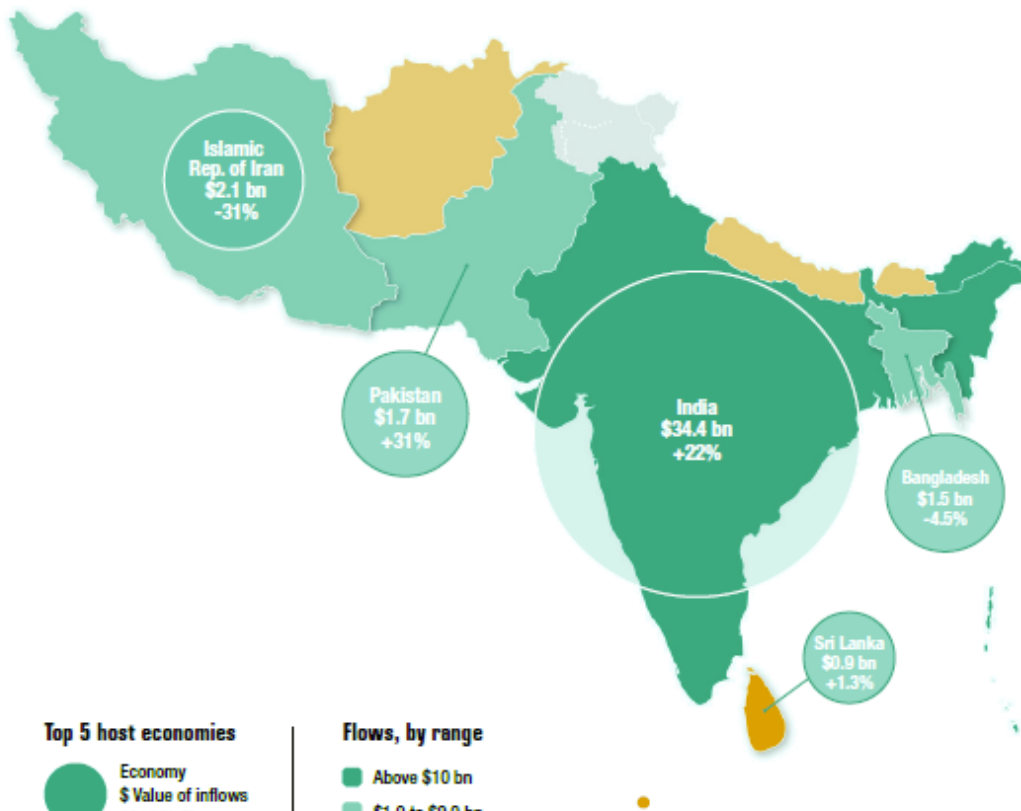 Islamic
Rep. of Iran
$2.1 bn
-31%
Pakistan
$1.7 bn
+31%
India
$34.4 bn
+22%
Bangladesh
$1.5 bn
-4.5%
Sri Lanka
$0.9 bn
+1.3%
Top 5 host economies
Economy
$ Value of inflows
Flows, by range
Above $10 bn